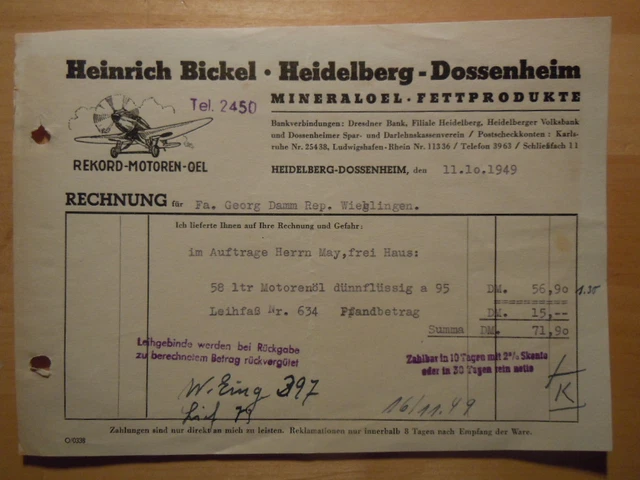 Heinrich Bickel · Heidelberg-Dossenheim
MINERALOEL · FETTPRODUKTE
Tel. 2450
Bankverbindungen: Dresdner Bank, Filiale Heidelberg, Heidelberger Volksbank
und Dossenheimer Spar- und Darlehnskassenverein / Postscheckkonten: Karls-
ruhe Nr. 25438, Ludwigshafen-Rhein Nr. 11336 / Telefon 3963 / Schließfach 11
REKORD-MOTOREN-OEL
HEIDELBERG-DOSSENHEIM, den 11.10.1949
RECHNUNG für Fa. Georg Damm Rep. Wieblingen.
Ich lieferte Ihnen auf Ihre Rechnung und Gefahr:
im Auftrage Herrn May, frei Haus:
58 ltr Motorenöl dünnflüssig a 95 DM. 56,90
Leihfaß Nr. 634 Pfandbetrag DM. 15,--
Summa DM. 71,90
Leihgebinde werden bei Rückgabe
zu berechnetem Betrag rückvergütet
Zahlbar in 10 Tagen mit 2% Skonto
oder in 30 Tagen rein netto
W. Eing 397
K
16/11.49
Zahlungen sind nur direkt an mich zu leisten. Reklamationen nur innerhalb 8 Tagen nach Empfang der Ware.
O/0338